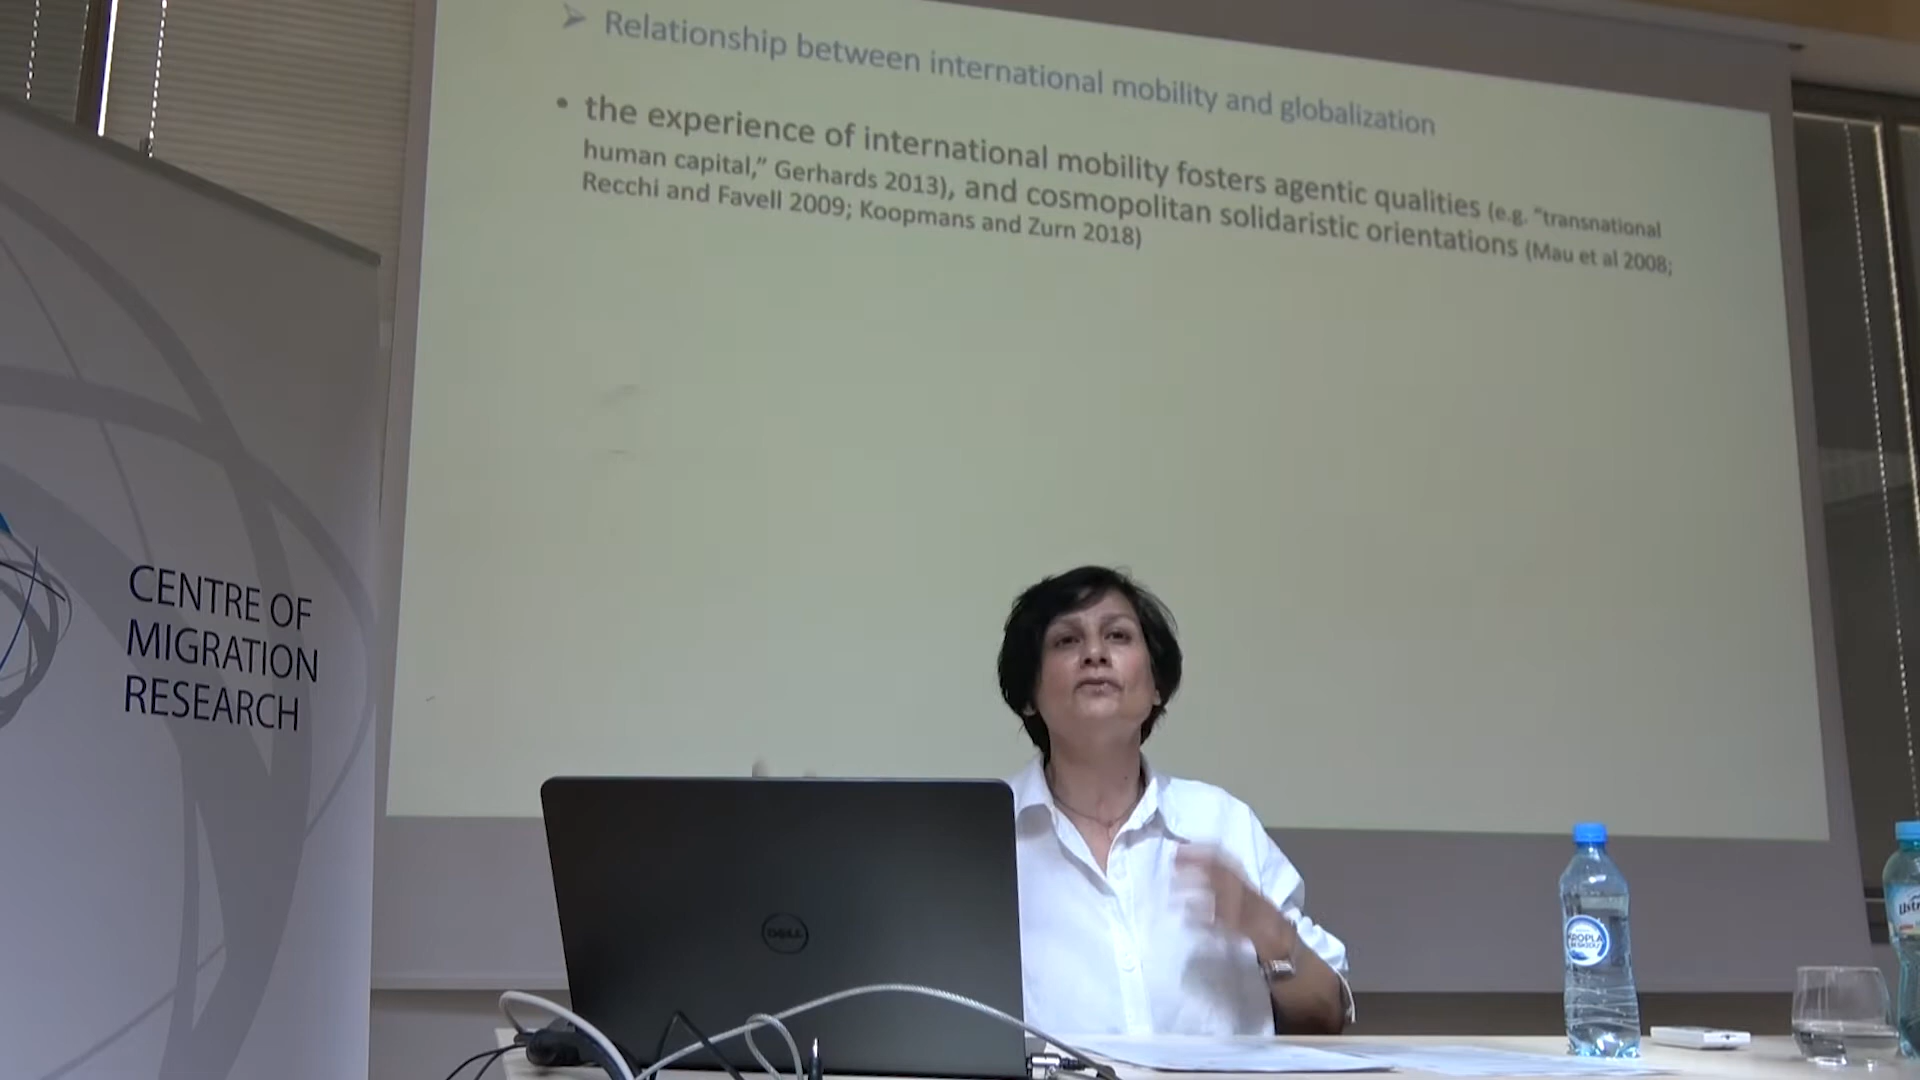 Relationship between international mobility and globalization
• the experience of international mobility fosters agentic qualities (e.g. “transnational
human capital,” Gerhards 2013), and cosmopolitan solidaristic orientations (Mau et al 2008;
Recchi and Favell 2009; Koopmans and Zurn 2018)
CENTRE OF
MIGRATION
RESEARCH
DELL
KROPLA
BESKIDU